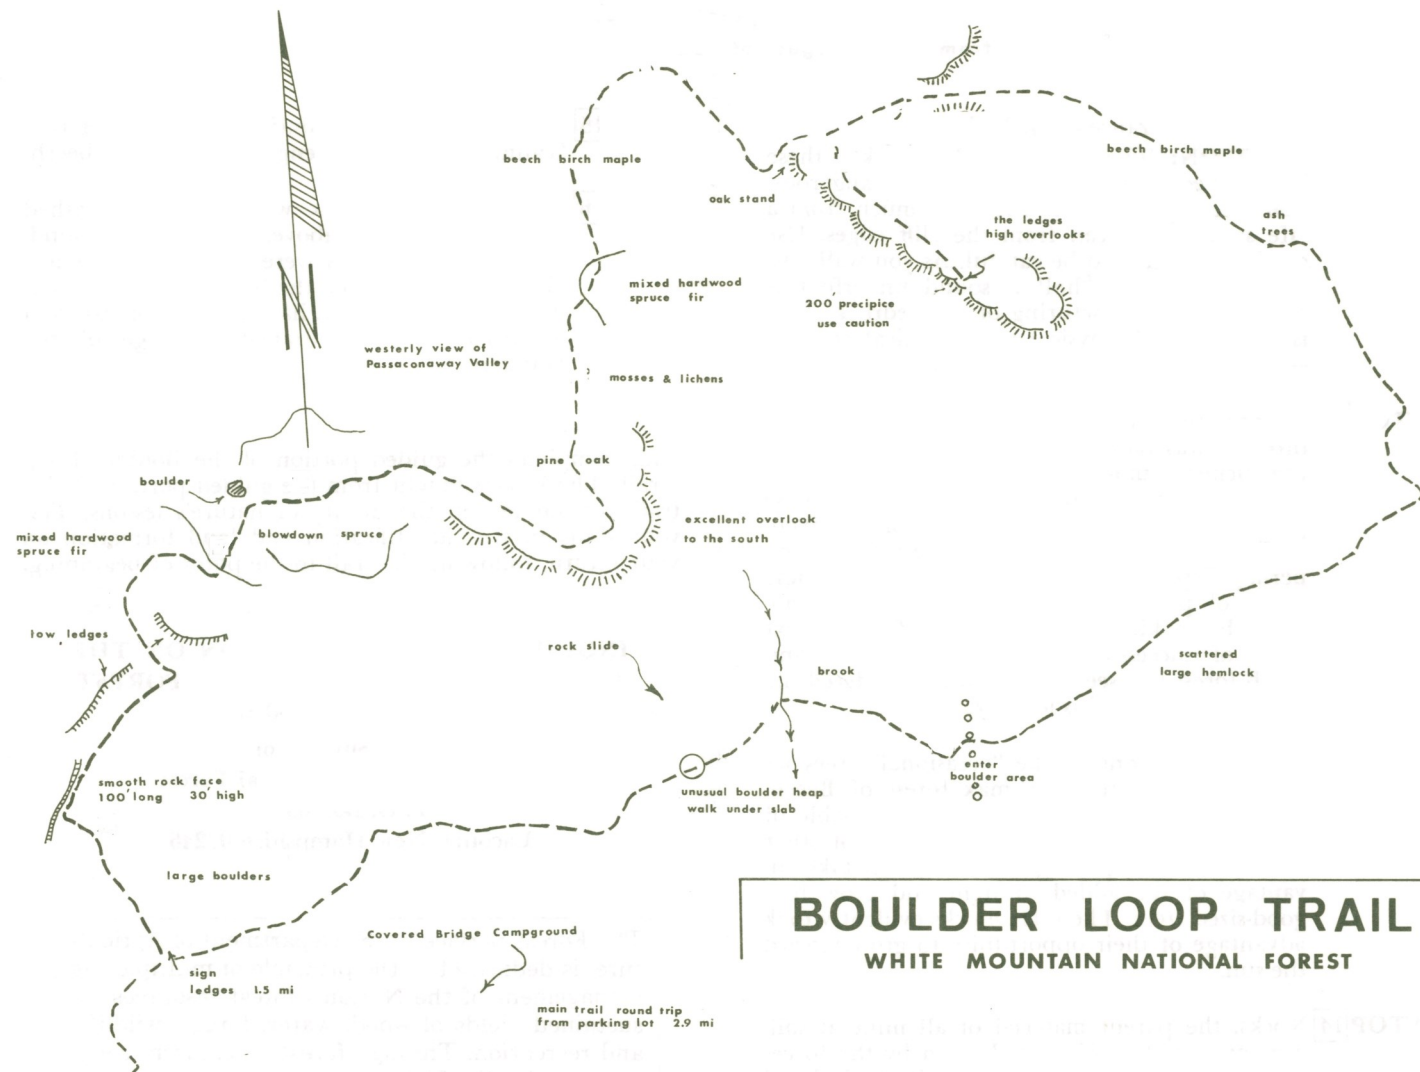 beech birch maple
beech birch maple
oak stand
ash
trees
the ledges
high overlooks
mixed hardwood
spruce fir
200' precipice
use caution
N
westerly view of
Passaconaway Valley
mosses & lichens
pine oak
boulder
blowdown spruce
mixed hardwood
spruce fir
excellent overlook
to the south
low ledges
rock slide
brook
scattered
large hemlock
smooth rock face
100' long 30' high
enter
boulder area
unusual boulder heap
walk under slab
large boulders
Covered Bridge Campground
sign
ledges 1.5 mi
main trail round trip
from parking lot 2.9 mi
BOULDER LOOP TRAIL
WHITE MOUNTAIN NATIONAL FOREST